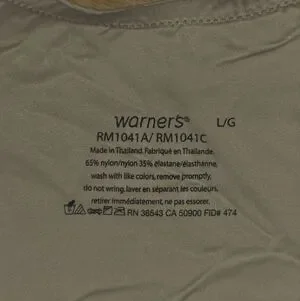 warner's® L/G
RM1041A/ RM1041C
Made in Thailand. Fabriqué en Thaïlande.
65% nylon/nylon 35% elastane/élasthanne.
wash with like colors, remove promptly,
do not wring. laver en séparant les couleurs,
retirer immédiatement, ne pas essorer.
RN 38543 CA 50900 FID# 474